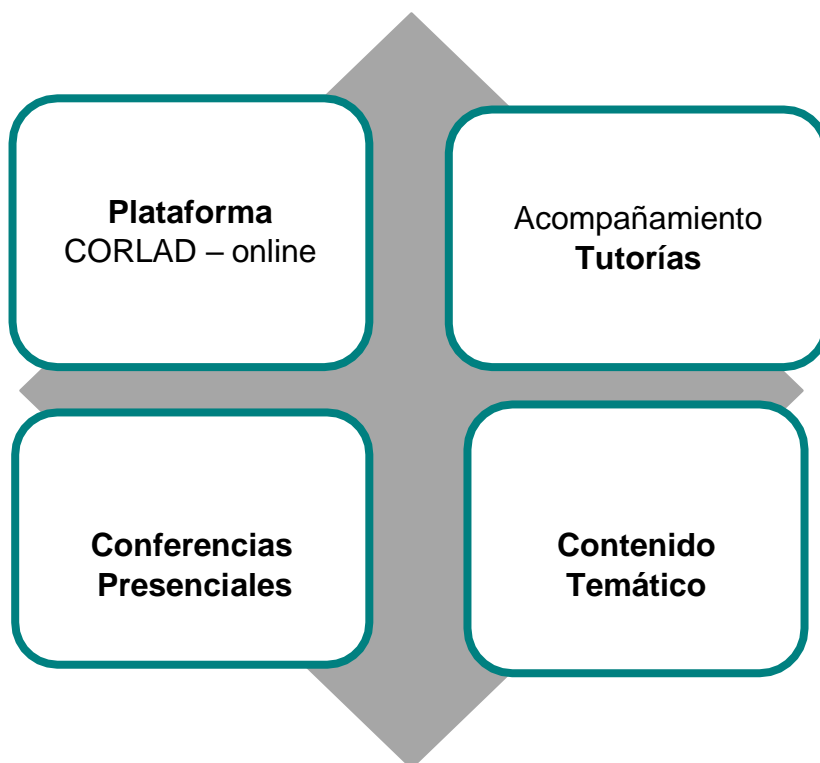 Plataforma
CORLAD – online
Acompañamiento
Tutorías
Conferencias
Presenciales
Contenido
Temático